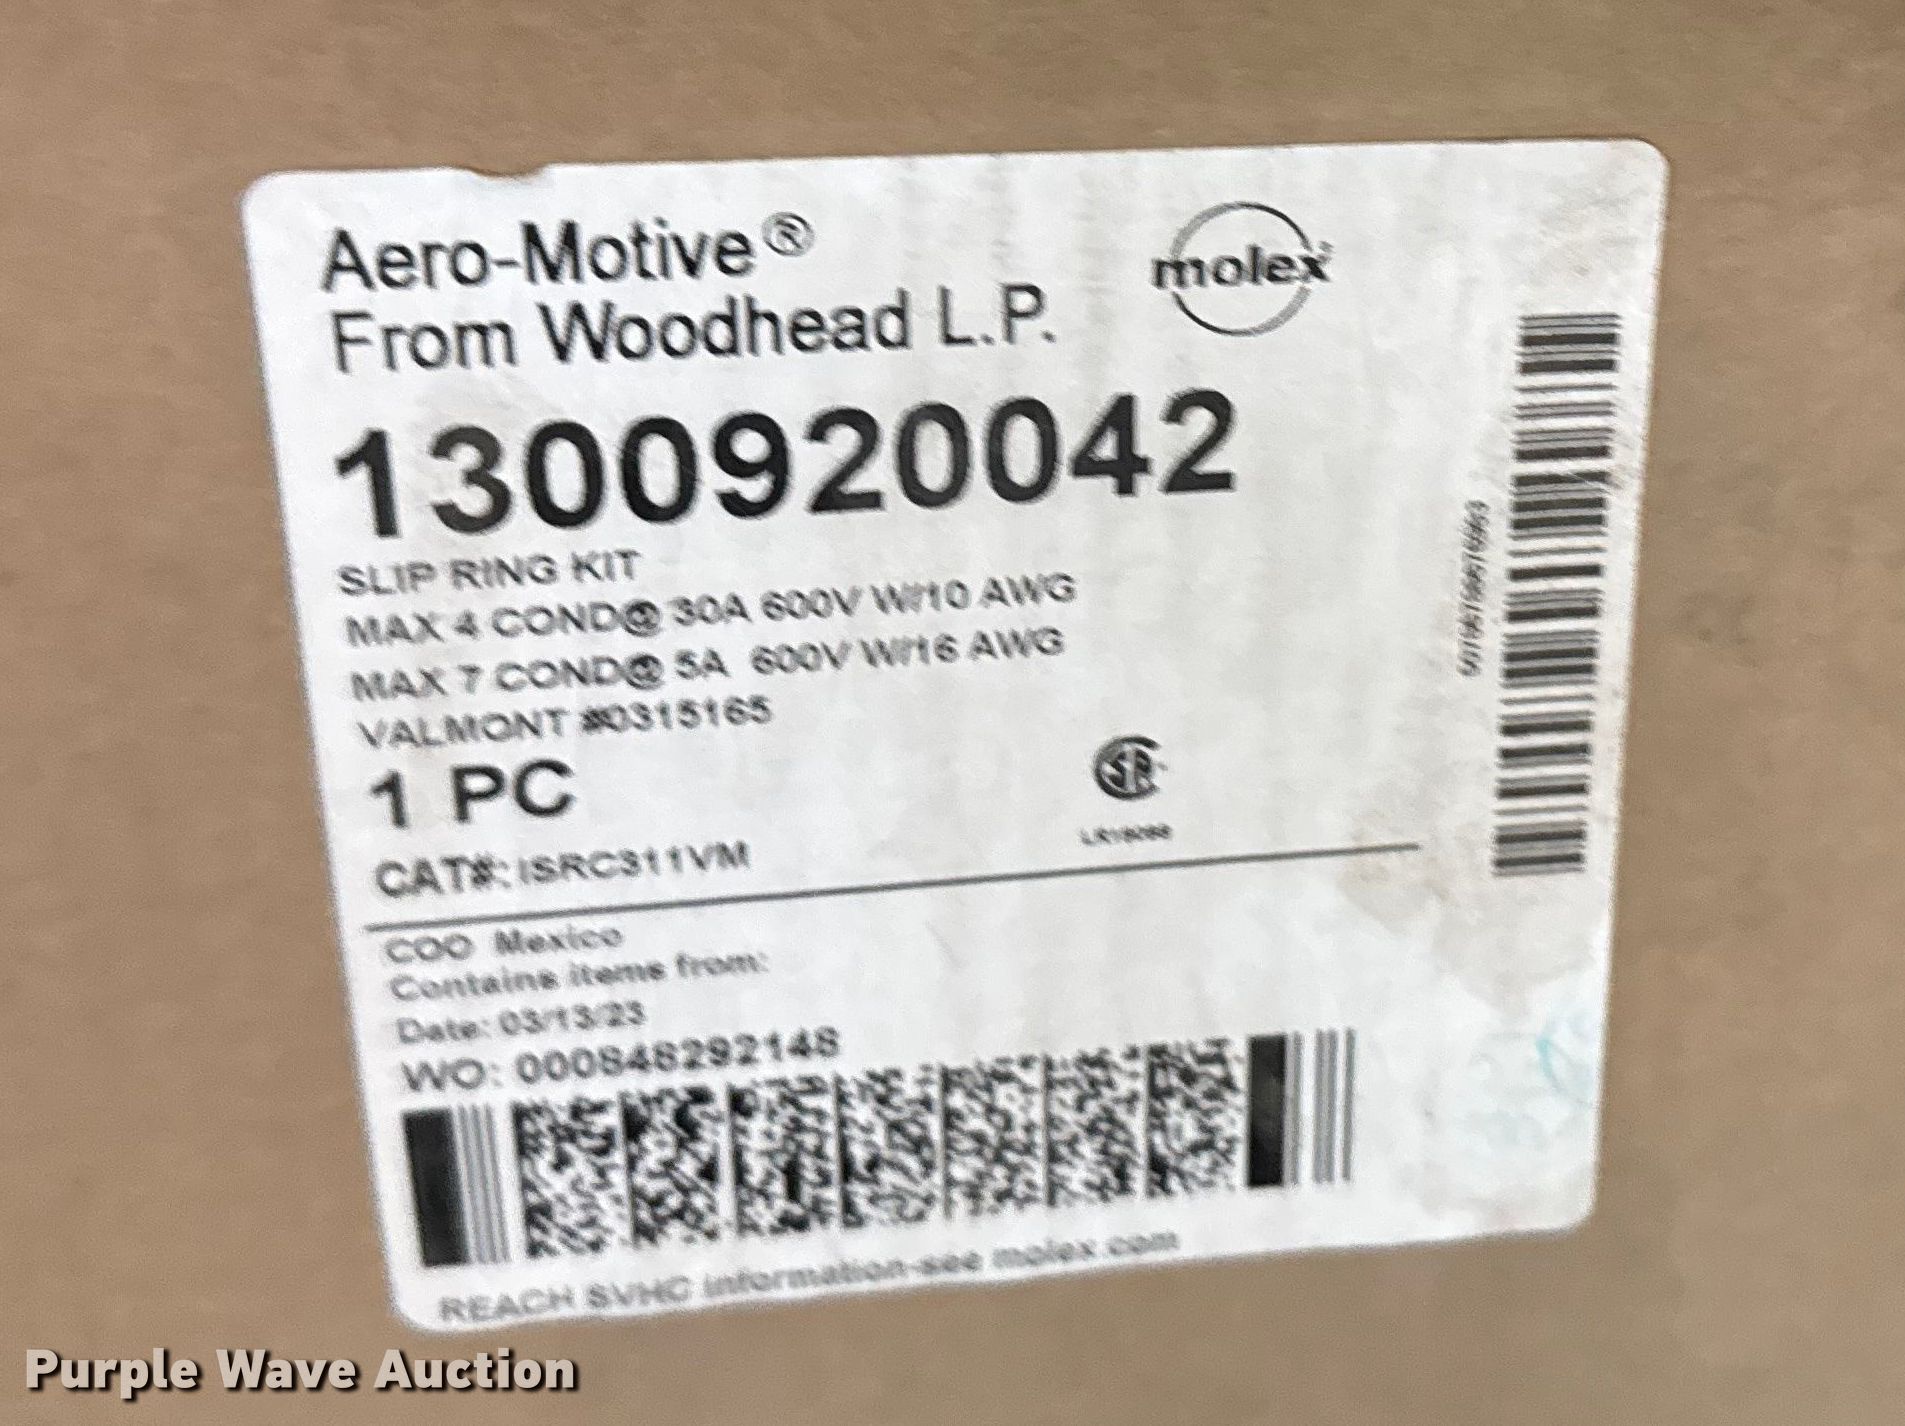 Aero-Motive®
From Woodhead L.P.
molex®
1300920042
SLIP RING KIT
MAX 4 COND@ 30A 600V W/10 AWG
MAX 7 COND@ 5A 600V W/16 AWG
VALMONT #0315165
1 PC
CAT#: ISRC311VM
COO Mexico
Contains items from:
Date: 03/13/23
WO: 000848292148
REACH SVHC information-see molex.com
Purple Wave Auction